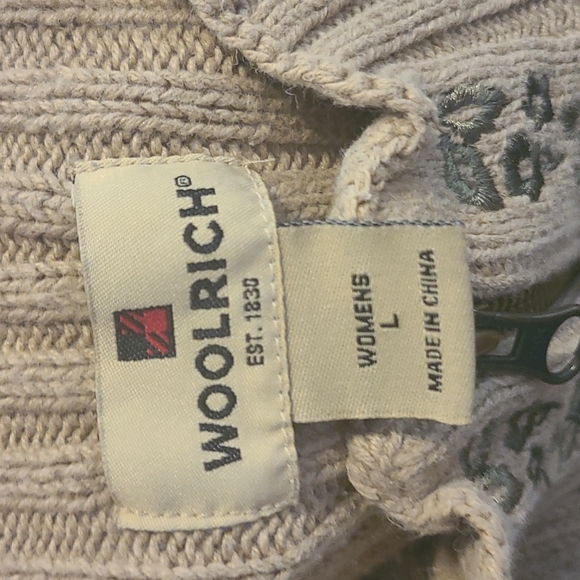 WOOLRICH®
EST. 1830
WOMENS
L
MADE IN CHINA